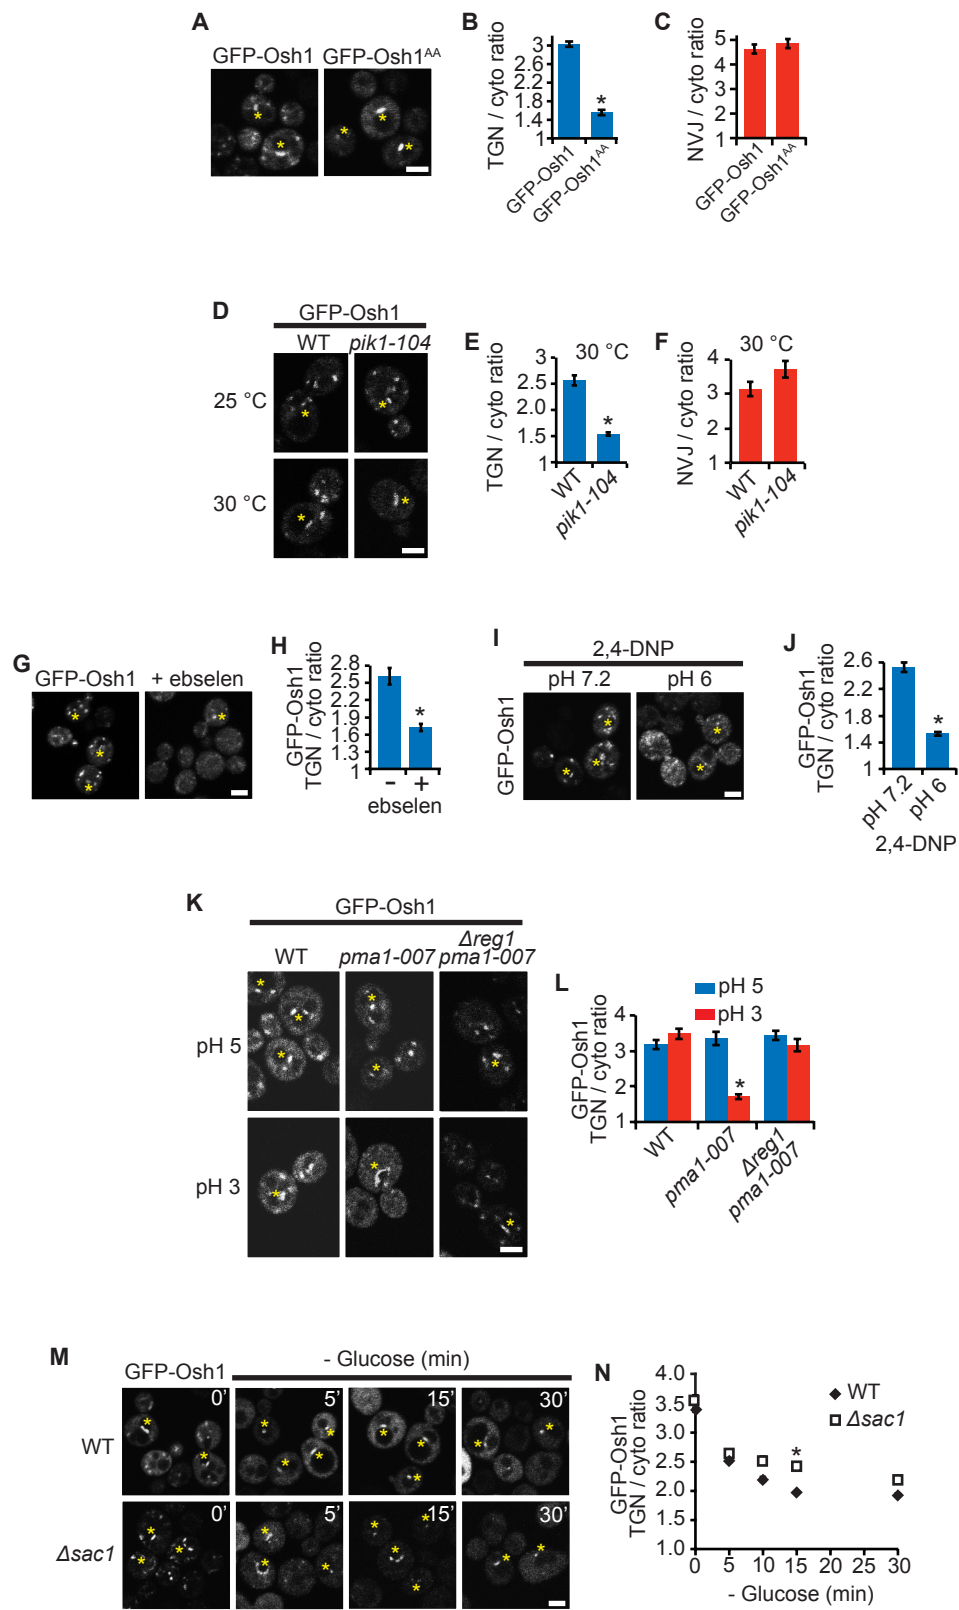 A
GFP-Osh1 GFP-Osh1AA
*
*
*
*
*
B
TGN / cyto ratio
3
2.6
2.2
1.8
1.4
1
*
GFP-Osh1
GFP-Osh1AA
C
NVJ / cyto ratio
5
4
3
2
1
GFP-Osh1
GFP-Osh1AA
D
GFP-Osh1
WT pik1-104
25 °C
*
*
30 °C
*
*
E
30 °C
TGN / cyto ratio
3
2.5
2
1.5
1
*
WT
pik1-104
F
30 °C
NVJ / cyto ratio
4
3
2
1
WT
pik1-104
G
GFP-Osh1 + ebselen
*
*
*
*
H
GFP-Osh1
TGN / cyto ratio
2.8
2.5
2.2
1.9
1.6
1.3
1
*
− +
ebselen
I
2,4-DNP
pH 7.2 pH 6
GFP-Osh1
*
*
*
*
*
J
GFP-Osh1
TGN / cyto ratio
2.6
2.2
1.8
1.4
1
*
pH 7.2
pH 6
2,4-DNP
K
GFP-Osh1
WT pma1-007 Δreg1 pma1-007
pH 5
*
*
*
*
*
*
pH 3
*
*
*
L
pH 5
pH 3
GFP-Osh1
TGN / cyto ratio
4
3
2
1
*
WT
pma1-007
Δreg1
pma1-007
M
GFP-Osh1 - Glucose (min)
WT
0’ 5’ 15’ 30’
*
*
*
*
*
*
*
*
*
*
*
Δsac1
0’ 5’ 15’ 30’
*
*
*
*
*
*
*
*
*
*
*
N
GFP-Osh1
TGN / cyto ratio
4.0
3.5
3.0
2.5
2.0
1.5
1.0
WT
Δsac1
*
0 5 10 15 20 25 30
- Glucose (min)